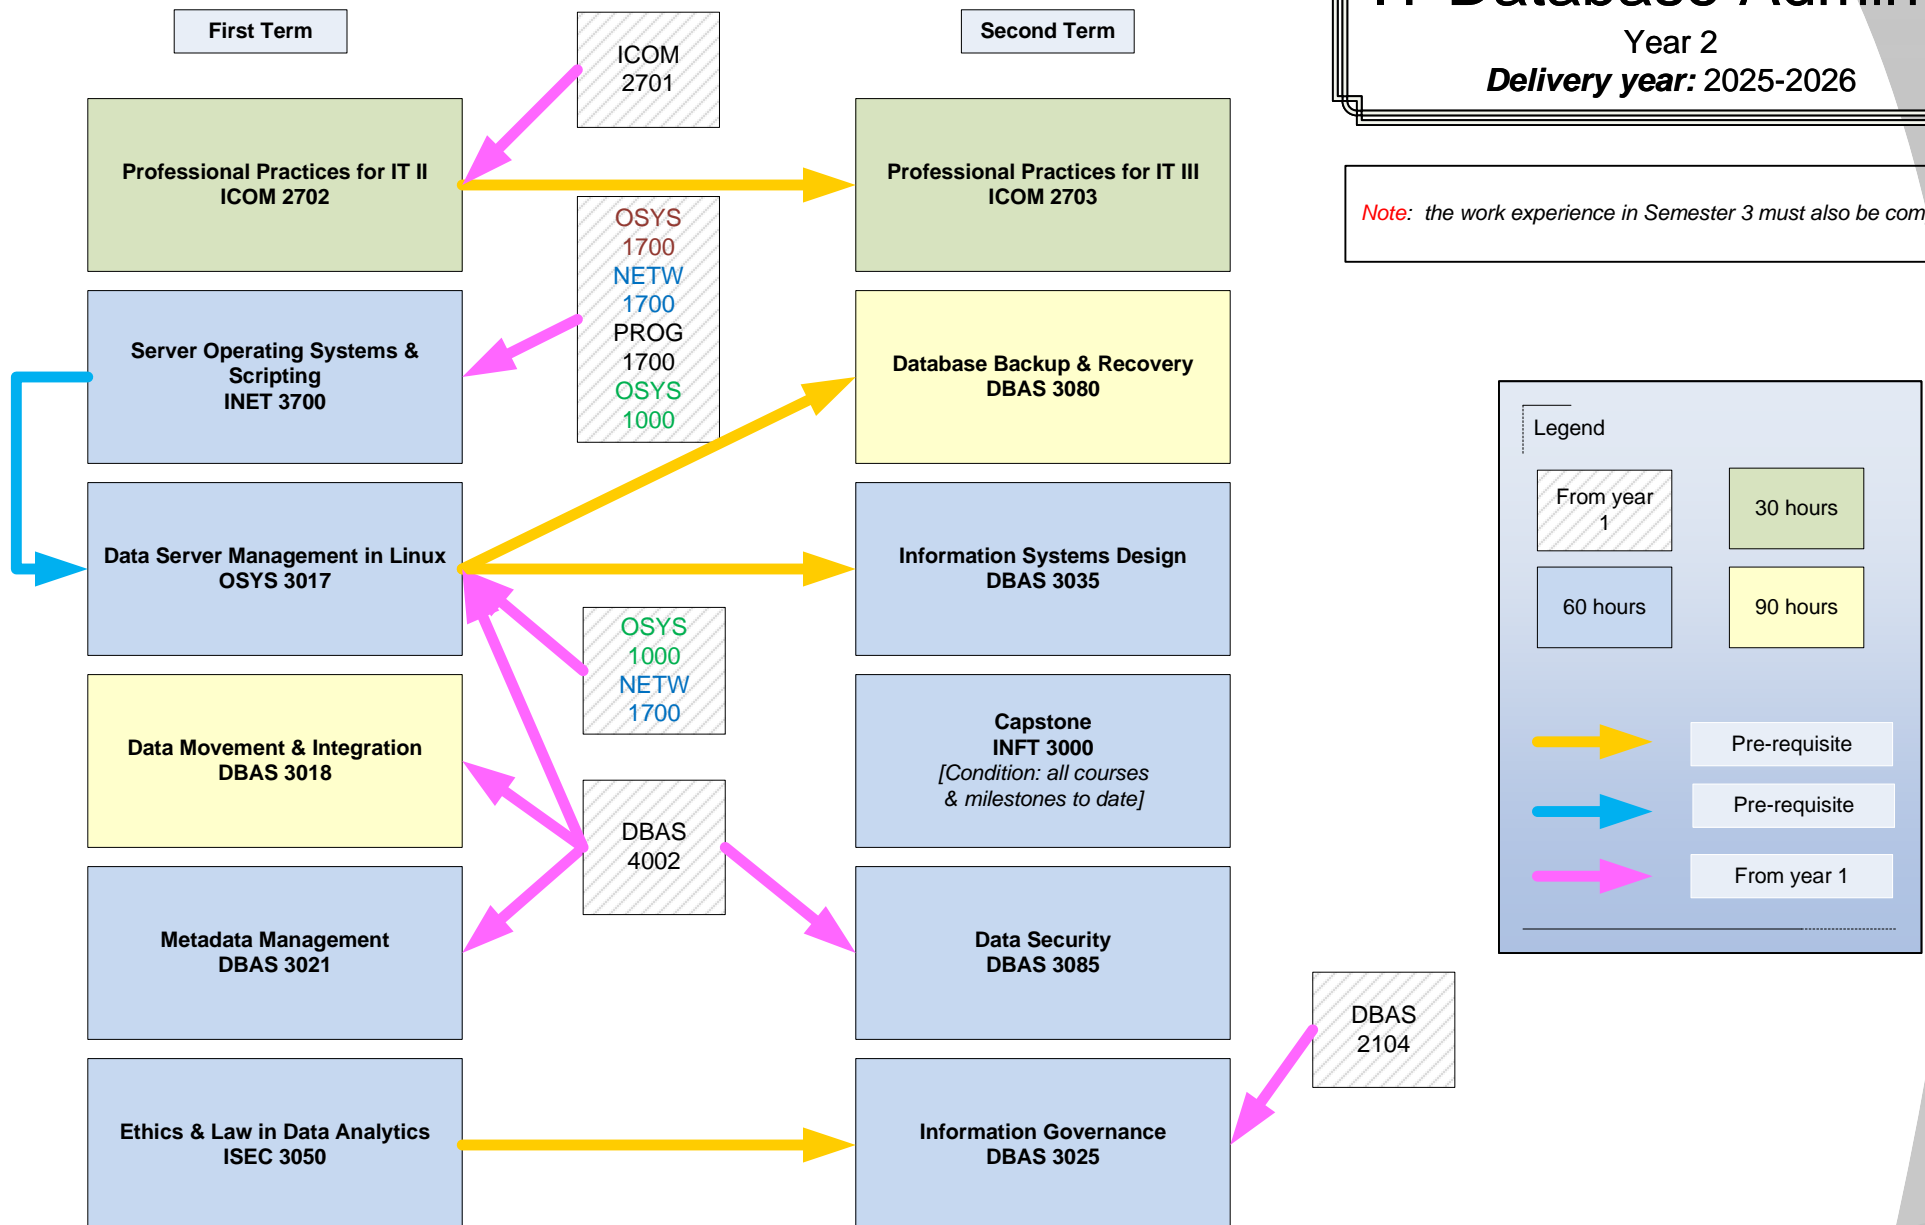 First Term
Second Term
ICOM
2701
Database Admin
Year 2
Delivery year: 2025-2026
Professional Practices for IT II
ICOM 2702
Professional Practices for IT III
ICOM 2703
Note: the work experience in Semester 3 must also be
OSYS
1700
NETW
1700
PROG
1700
OSYS
1000
Server Operating Systems &
Scripting
INET 3700
Database Backup & Recovery
DBAS 3080
Data Server Management in Linux
OSYS 3017
Information Systems Design
DBAS 3035
OSYS
1000
NETW
1700
Data Movement & Integration
DBAS 3018
Capstone
INFT 3000
[Condition: all courses
& milestones to date]
DBAS
4002
Metadata Management
DBAS 3021
Data Security
DBAS 3085
DBAS
2104
Ethics & Law in Data Analytics
ISEC 3050
Information Governance
DBAS 3025
Legend
From year
1
30 hours
60 hours
90 hours
Pre-requisite
Pre-requisite
From year 1